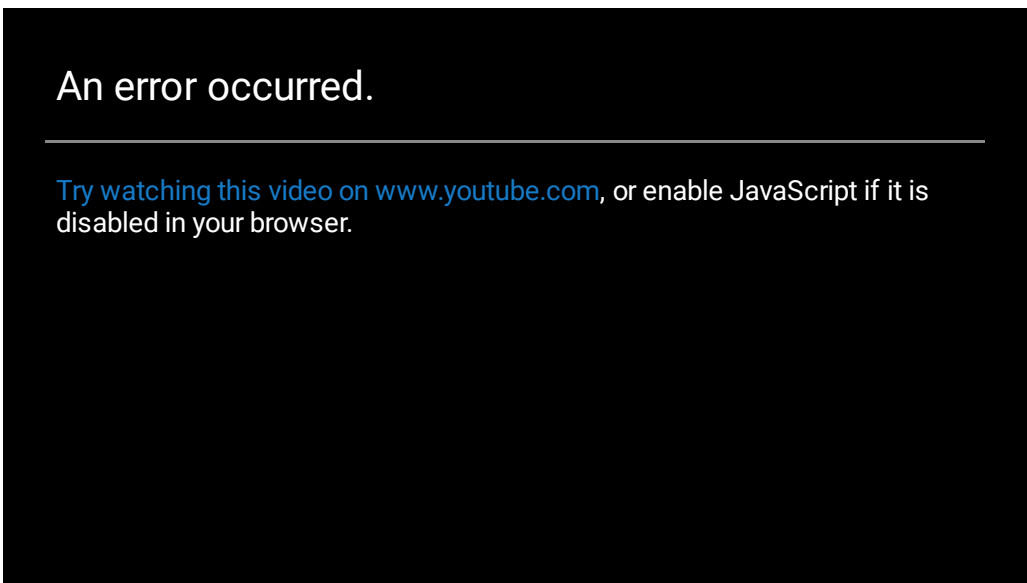 An error occurred.
Try watching this video on www.youtube.com, or enable JavaScript if it is
disabled in your browser.